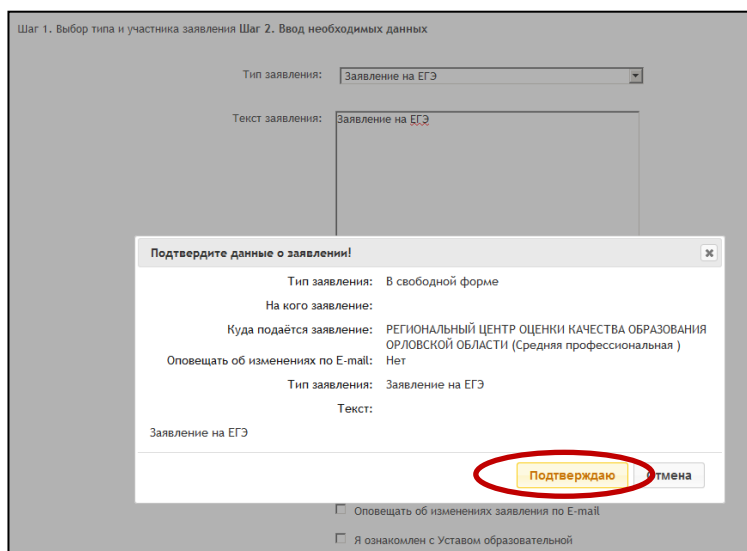 Шаг 1. Выбор типа и участника заявления Шаг 2. Ввод необходимых данных
Тип заявления: Заявление на ЕГЭ
Текст заявления: Заявление на ЕГЭ
Подтвердите данные о заявлении!
Тип заявления: В свободной форме
На кого заявление:
Куда подаётся заявление: РЕГИОНАЛЬНЫЙ ЦЕНТР ОЦЕНКИ КАЧЕСТВА ОБРАЗОВАНИЯ
ОРЛОВСКОЙ ОБЛАСТИ (Средняя профессиональная )
Оповещать об изменениях по E-mail: Нет
Тип заявления: Заявление на ЕГЭ
Текст:
Заявление на ЕГЭ
Подтверждаю Отмена
Оповещать об изменениях заявления по E-mail
Я ознакомлен с Уставом образовательной